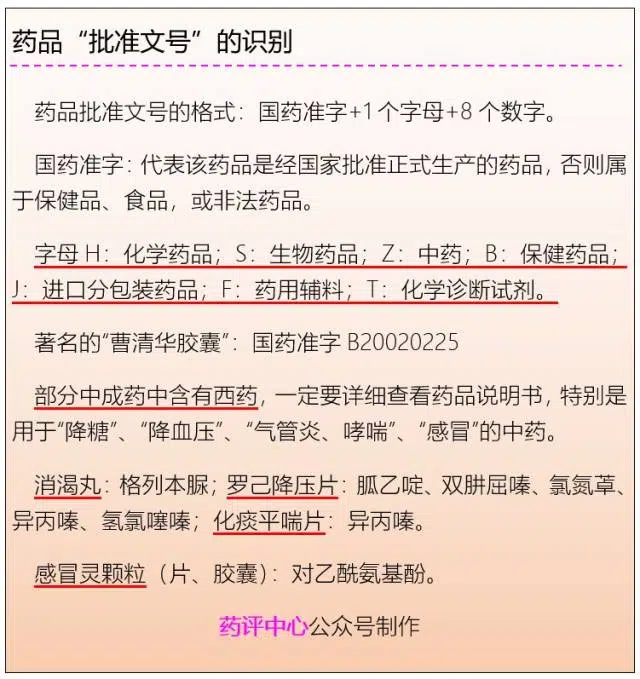 药品“批准文号”的识别
药品批准文号的格式：国药准字+1个字母+8个数字。
国药准字：代表该药品是经国家批准正式生产的药品，否则属
于保健品、食品，或非法药品。
字母H：化学药品；S：生物药品；Z：中药；B：保健药品；
J：进口分包装药品；F：药用辅料；T：化学诊断试剂。
著名的“曹清华胶囊”：国药准字B20020225
部分中成药中含有西药，一定要详细查看药品说明书，特别是
用于“降糖”、“降血压”、“气管炎、哮喘”、“感冒”的中药。
消渴丸：格列本脲；罗己降压片：胍乙啶、双肼屈嗪、氯氮䓬、
异丙嗪、氢氯噻嗪；化痰平喘片：异丙嗪。
感冒灵颗粒（片、胶囊）：对乙酰氨基酚。
药评中心公众号制作